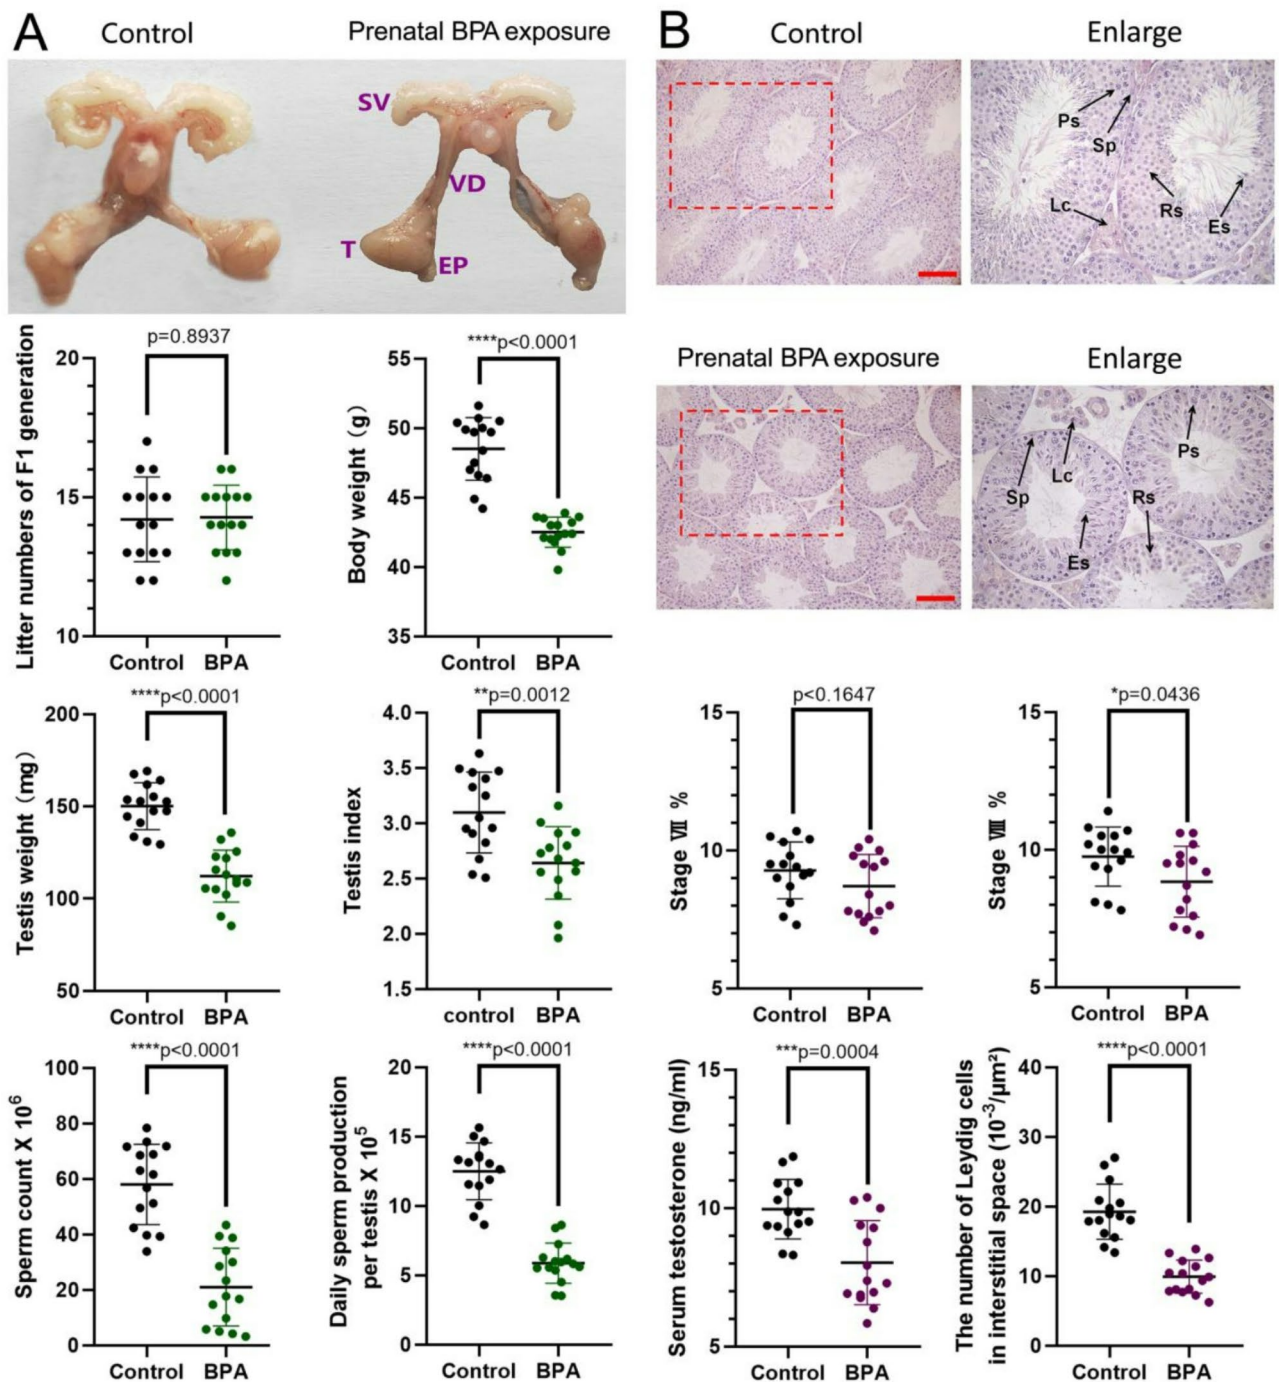 A
Control
Prenatal BPA exposure
SV
VD
T
EP
p=0.8937
Litter numbers of F1 generation
20
15
10
Control
BPA
****p<0.0001
Body weight (g)
55
50
45
40
35
Control
BPA
****p<0.0001
Testis weight (mg)
200
150
100
50
Control
BPA
**p=0.0012
Testis index
4.0
3.5
3.0
2.5
2.0
1.5
control
BPA
****p<0.0001
Sperm count X 10⁶
100
80
60
40
20
0
Control
BPA
****p<0.0001
Daily sperm production
per testis X 10⁵
20
15
10
5
0
Control
BPA
B
Control
Enlarge
Ps
Sp
Lc
Rs
Es
Prenatal BPA exposure
Enlarge
Ps
Lc
Sp
Rs
Es
p<0.1647
Stage Ⅶ %
15
10
5
Control
BPA
*p=0.0436
Stage Ⅷ %
15
10
5
Control
BPA
***p=0.0004
Serum testosterone (ng/ml)
15
10
5
Control
BPA
****p<0.0001
The number of Leydig cells
in interstitial space (10⁻³/μm²)
40
30
20
10
0
Control
BPA